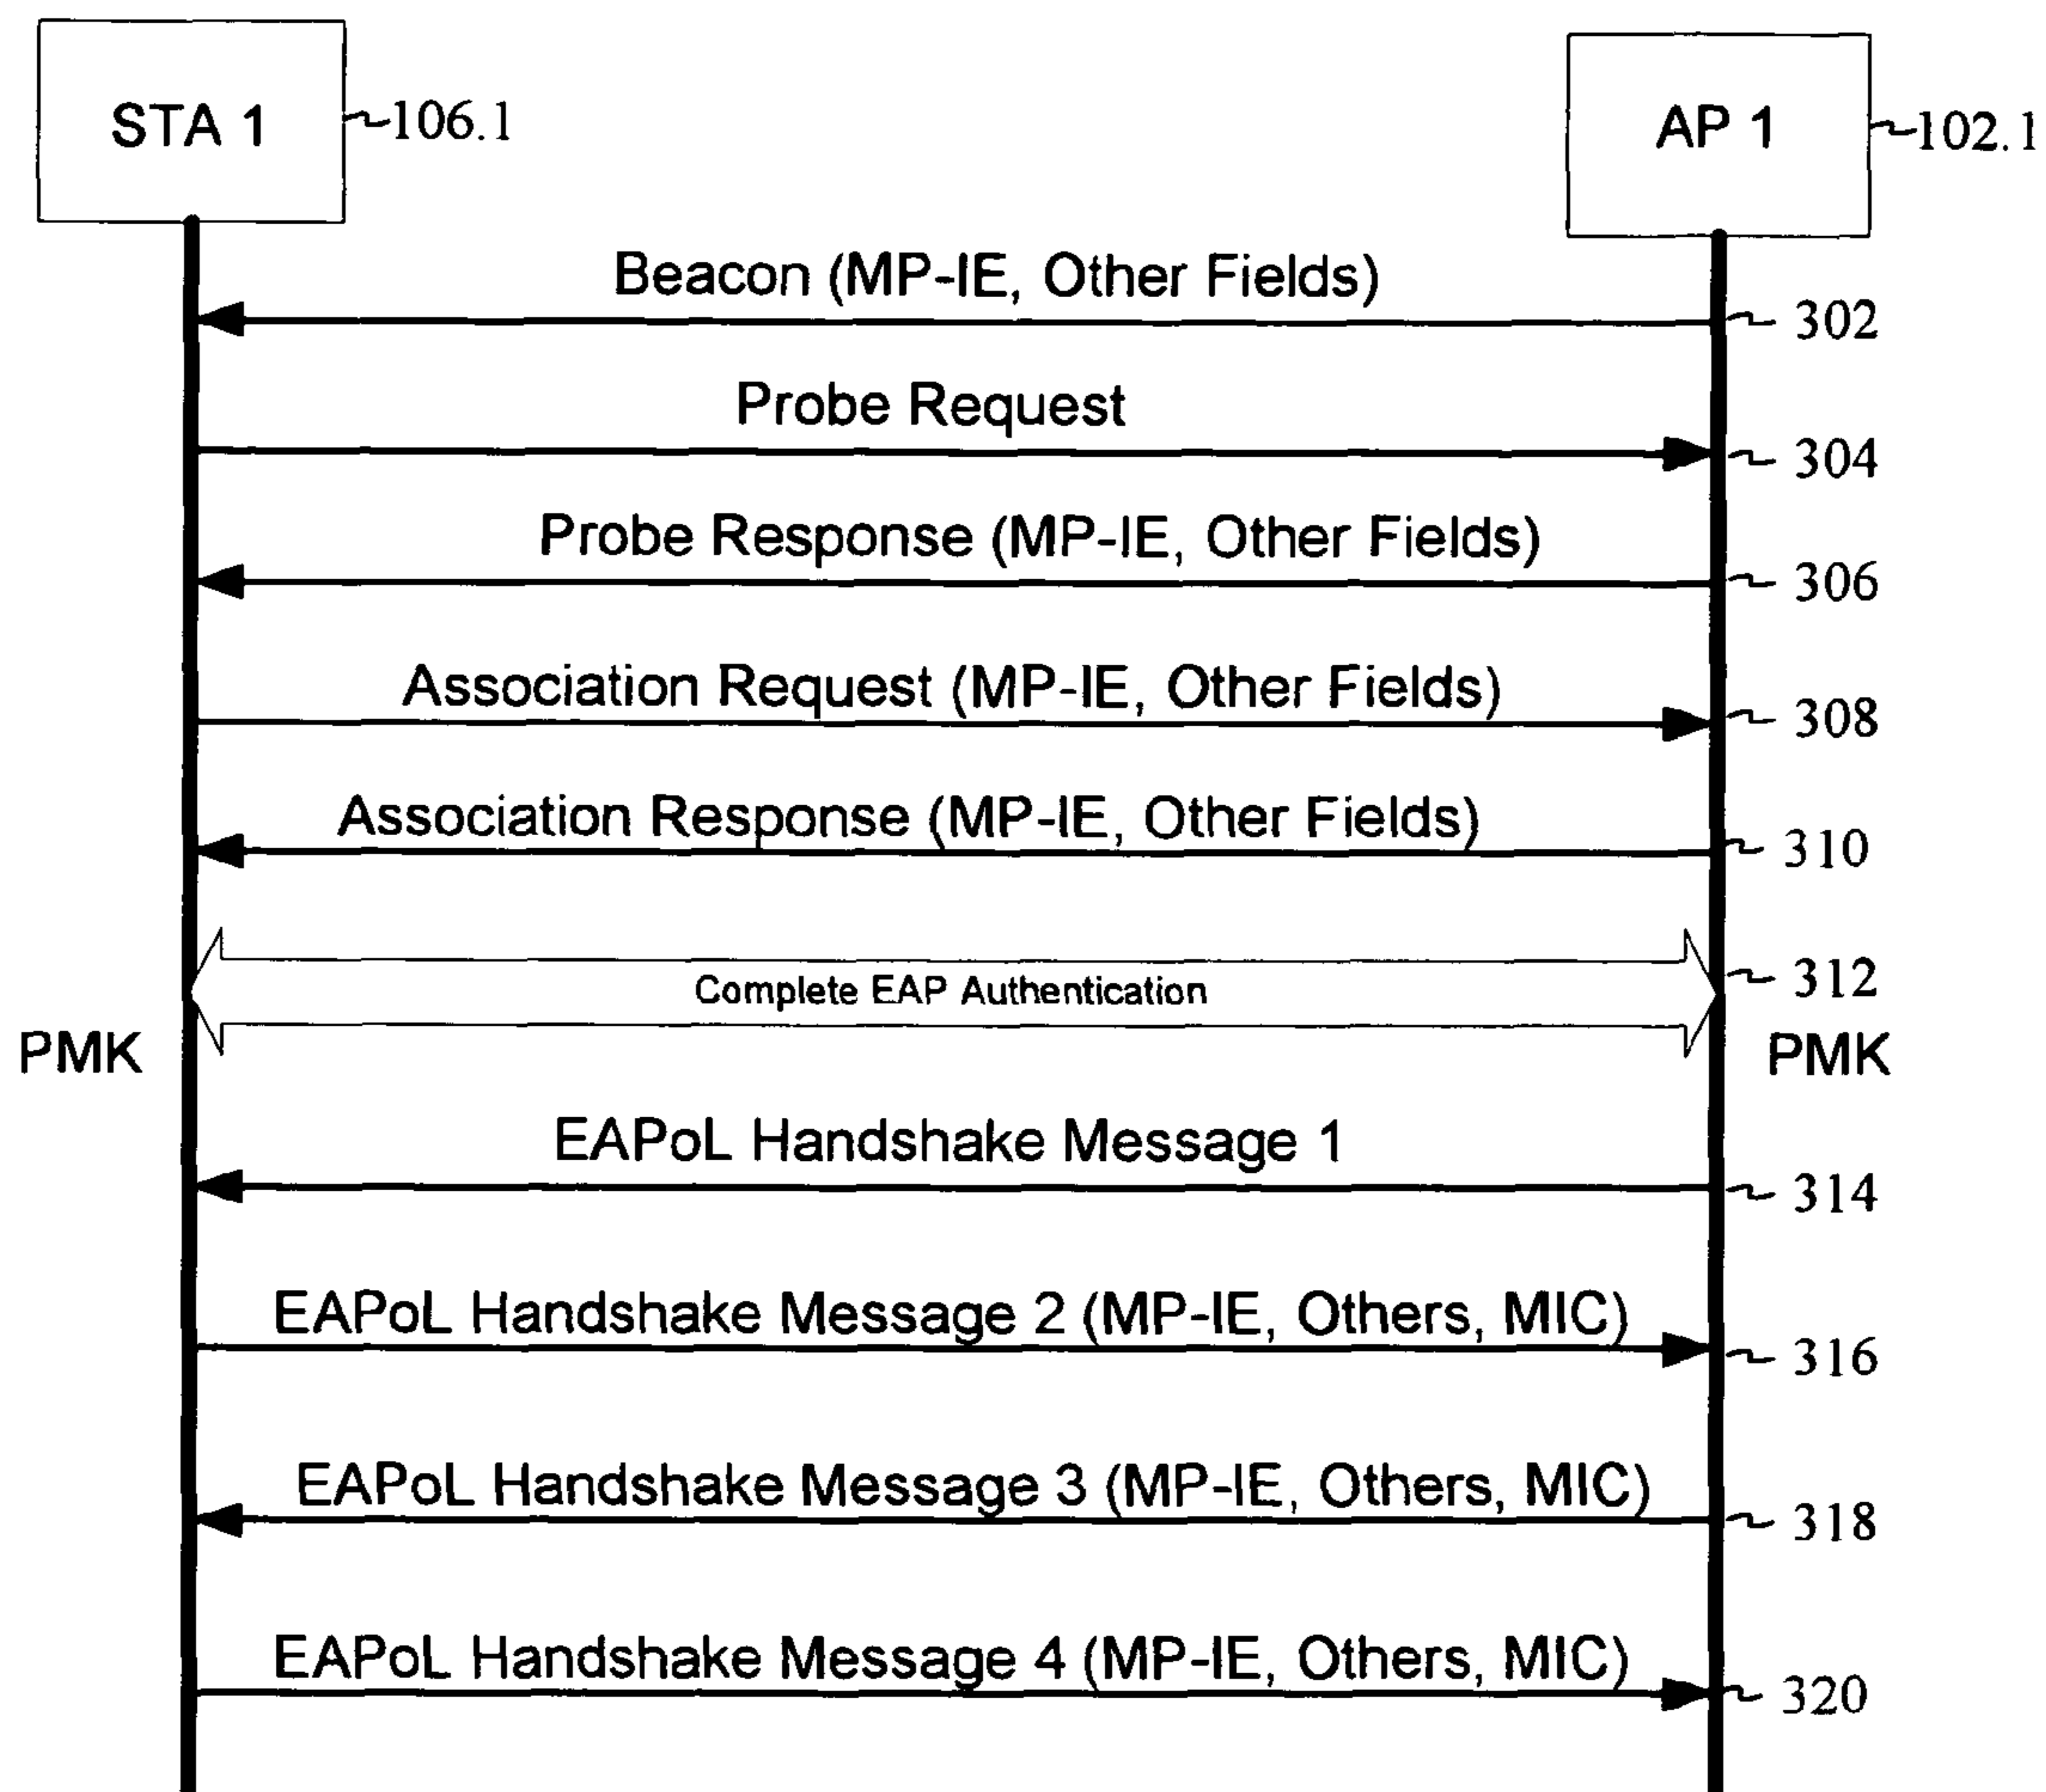 STA 1
106.1
AP 1
102.1
Beacon (MP-IE, Other Fields)
302
Probe Request
304
Probe Response (MP-IE, Other Fields)
306
Association Request (MP-IE, Other Fields)
308
Association Response (MP-IE, Other Fields)
310
Complete EAP Authentication
312
PMK
PMK
EAPoL Handshake Message 1
314
EAPoL Handshake Message 2 (MP-IE, Others, MIC)
316
EAPoL Handshake Message 3 (MP-IE, Others, MIC)
318
EAPoL Handshake Message 4 (MP-IE, Others, MIC)
320